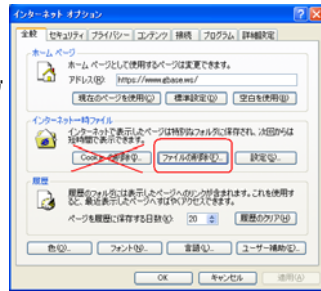 インターネット オプション
全般 セキュリティ プライバシー コンテンツ 接続 プログラム 詳細設定
ホーム ページ
ホーム ページとして使用するページは変更できます。
アドレス(R): https://www.gbase.ws/
現在のページを使用(C) 標準設定(D) 空白を使用(B)
インターネット一時ファイル
インターネットで表示したページは特別なフォルダに保存され、次回からは
短時間で表示できます。
Cookie の削除(I)... ファイルの削除(F)... 設定(S)...
履歴
履歴のフォルダには表示したページへのリンクが含まれます。これを使用す
ると、最近表示したページへすばやくアクセスできます。
ページを履歴に保存する日数(K): 20 履歴のクリア(H)
色(O)... フォント(N)... 言語(L)... ユーザー補助(E)...
OK キャンセル 適用(A)